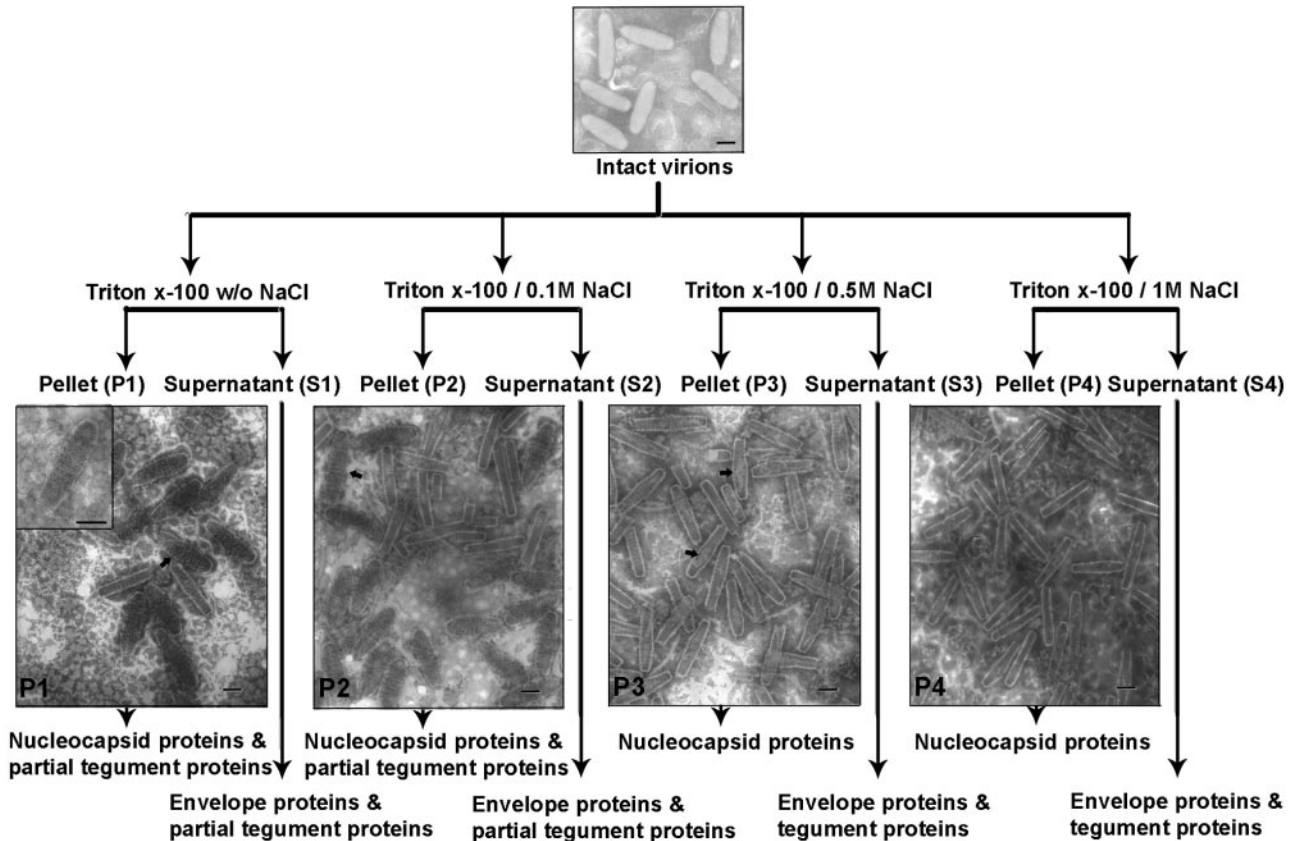 Intact virions
Triton x-100 w/o NaCl
Triton x-100 / 0.1M NaCl
Triton x-100 / 0.5M NaCl
Triton x-100 / 1M NaCl
Pellet (P1)
Supernatant (S1)
Pellet (P2)
Supernatant (S2)
Pellet (P3)
Supernatant (S3)
Pellet (P4)
Supernatant (S4)
P1
P2
P3
P4
Nucleocapsid proteins &
partial tegument proteins
Nucleocapsid proteins &
partial tegument proteins
Nucleocapsid proteins
Nucleocapsid proteins
Envelope proteins &
partial tegument proteins
Envelope proteins &
partial tegument proteins
Envelope proteins &
tegument proteins
Envelope proteins &
tegument proteins